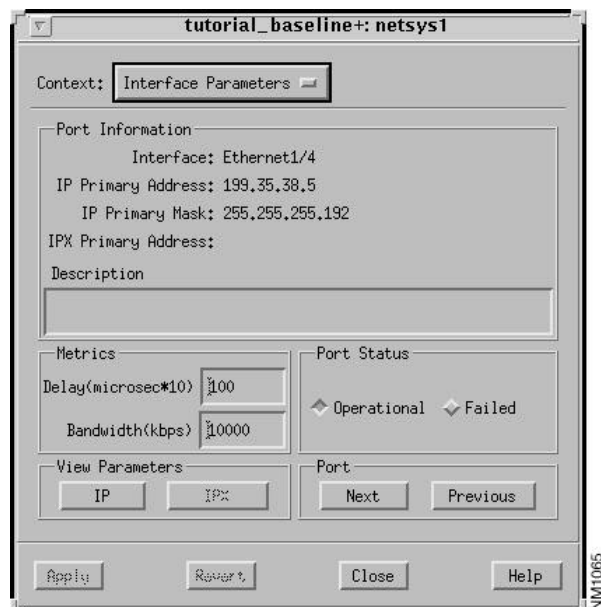 tutorial_baseline+: netsys1
Context: Interface Parameters
Port Information
Interface: Ethernet1/4
IP Primary Address: 199.35.38.5
IP Primary Mask: 255.255.255.192
IPX Primary Address:
Description
Metrics
Delay(microsec*10) 100
Bandwidth(kbps) 10000
Port Status
Operational Failed
View Parameters
IP IPX
Port
Next Previous
Apply Revert Close Help
NM1065